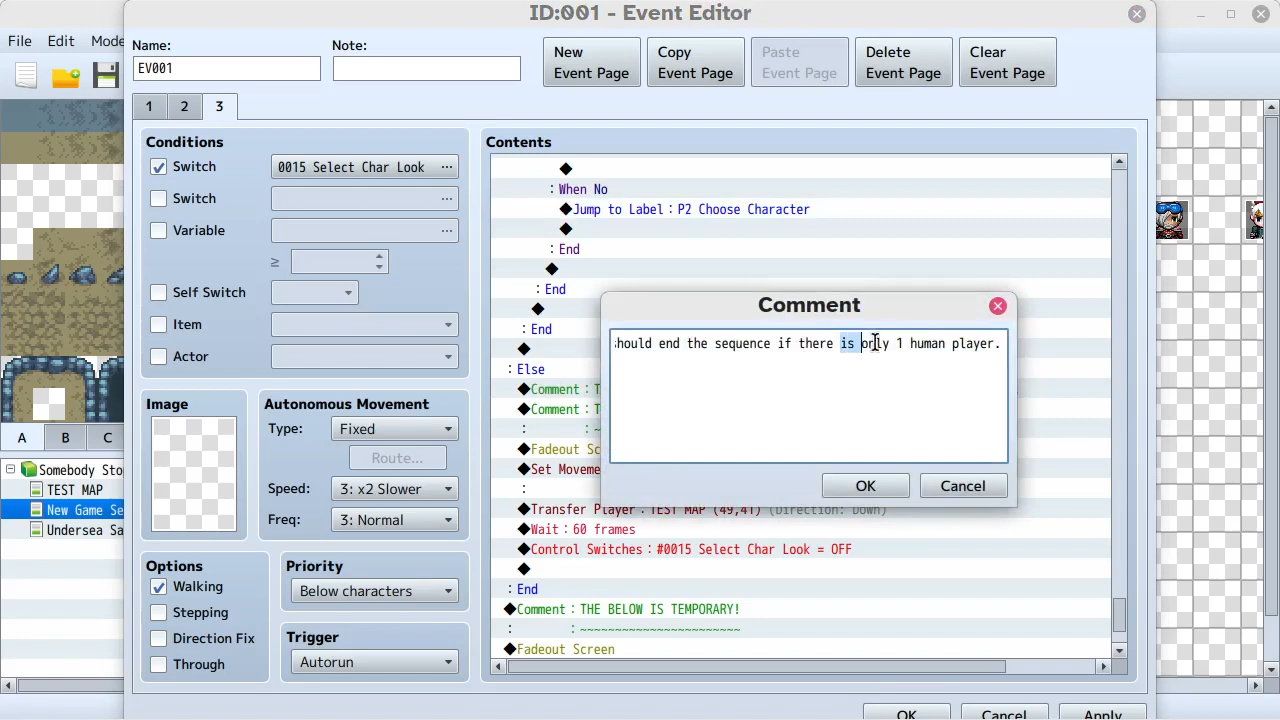 ID:001 - Event Editor
File Edit Mode
Name:
EV001
Note:
New Event Page
Copy Event Page
Paste Event Page
Delete Event Page
Clear Event Page
1 2 3
Conditions
Switch 0015 Select Char Look ...
Switch ...
Variable ...
≥
Self Switch
Item
Actor
Image
Autonomous Movement
Type: Fixed
Route...
Speed: 3: x2 Slower
Freq: 3: Normal
Options
Walking
Stepping
Direction Fix
Through
Priority
Below characters
Trigger
Autorun
Contents
◆
: When No
◆Jump to Label : P2 Choose Character
◆
: End
◆
: End
◆
: End
◆
: Else
◆Comment : T
◆Comment : T
: :~
◆Fadeout Sc
◆Set Moveme
:
◆Transfer Player : TEST MAP (49,41) (Direction: Down)
◆Wait : 60 frames
◆Control Switches : #0015 Select Char Look = OFF
◆
: End
◆Comment : THE BELOW IS TEMPORARY!
: : ~~~~~~~~~~~~~~~~~~~~~~~
◆Fadeout Screen
Comment
should end the sequence if there is only 1 human player.
OK Cancel
A B C
Somebody Sto
TEST MAP
New Game Se
Undersea Sa
OK Cancel Apply